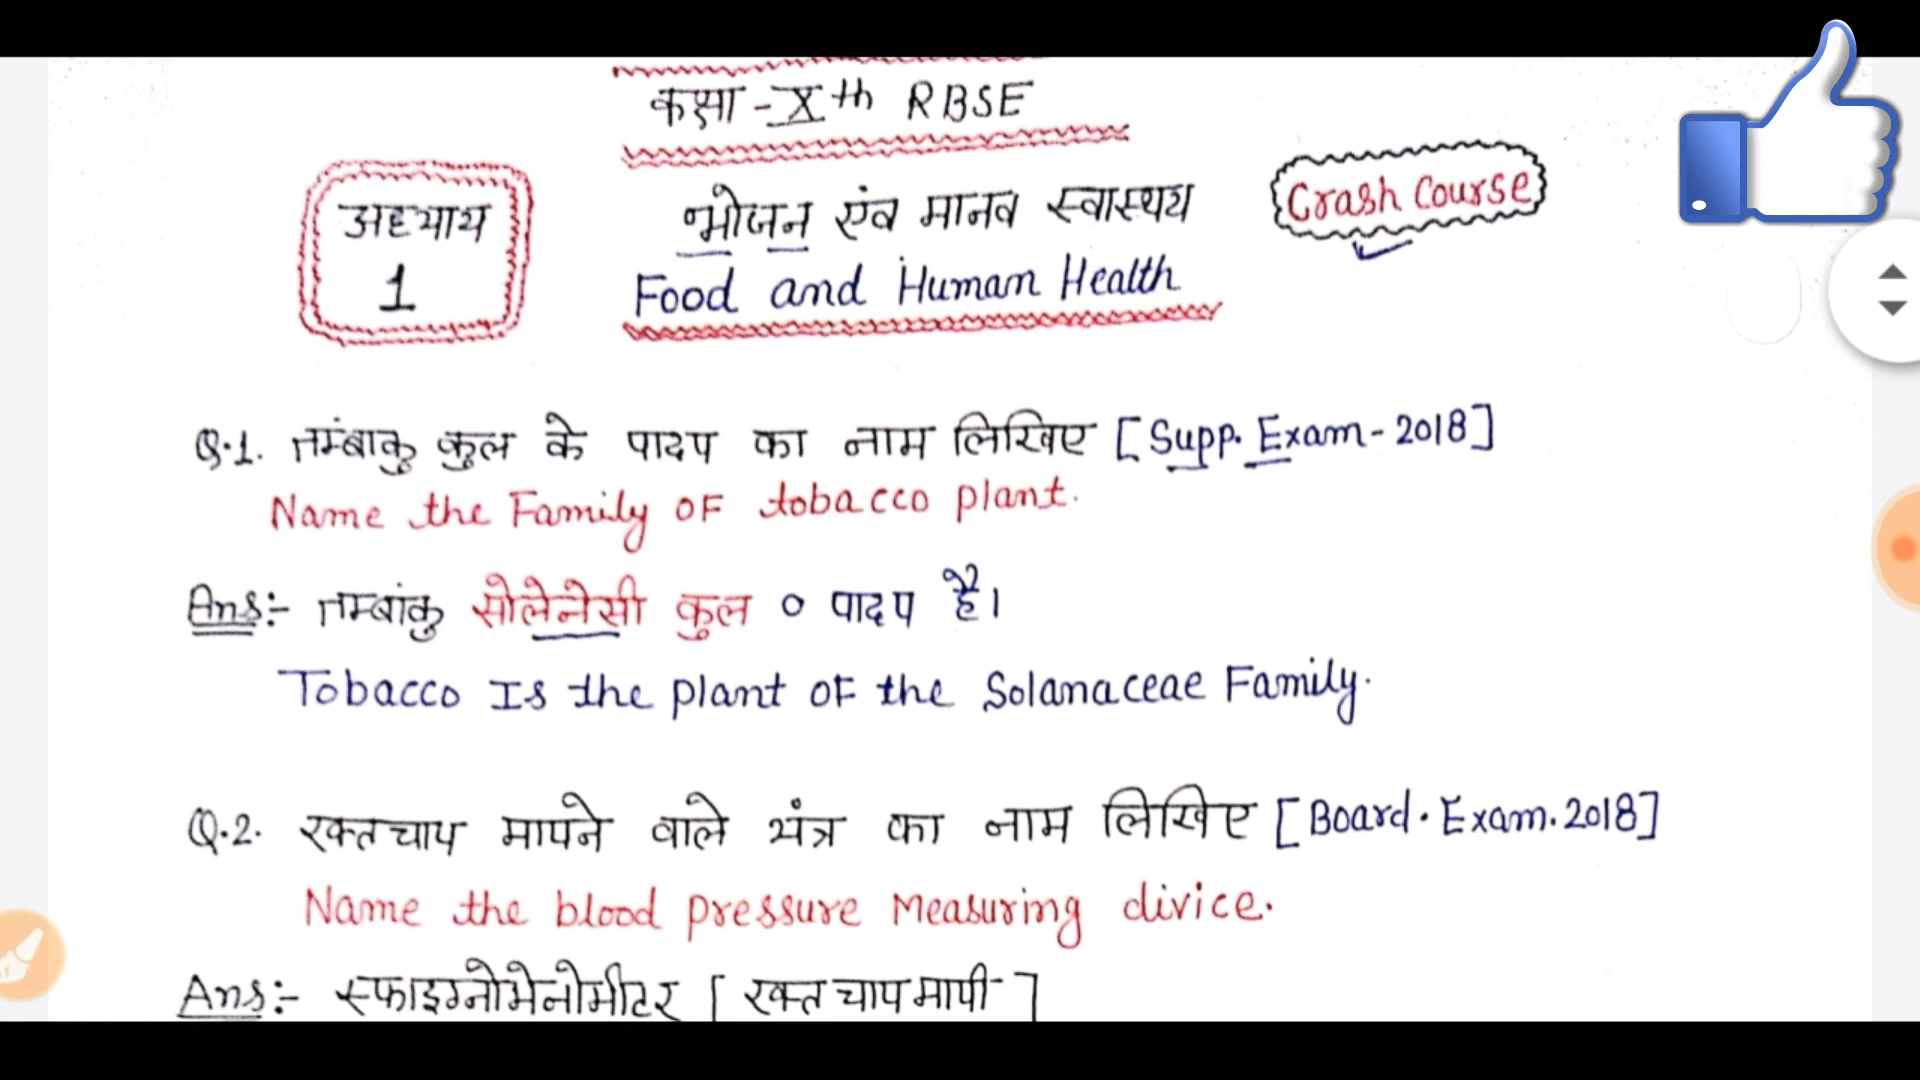 कक्षा -Xth RBSE
अध्याय
1
भोजन एंव मानव स्वास्थय
Crash Course
Food and Human Health
Q.1. तम्बाकु कुल के पादप का नाम लिखिए [Supp. Exam-2018]
Name the Family OF tobacco plant.
Ans:- तम्बांकु सोलेनेसी कुल ० पादप है।
Tobacco Is the plant OF the Solanaceae Family.
Q.2. रक्तचाप मापने वाले यंत्र का नाम लिखिए [Board.Exam.2018]
Name the blood pressure Measuring divice.
Ans:- स्फाइग्नोमेनोमीटर [रक्तचापमापी]